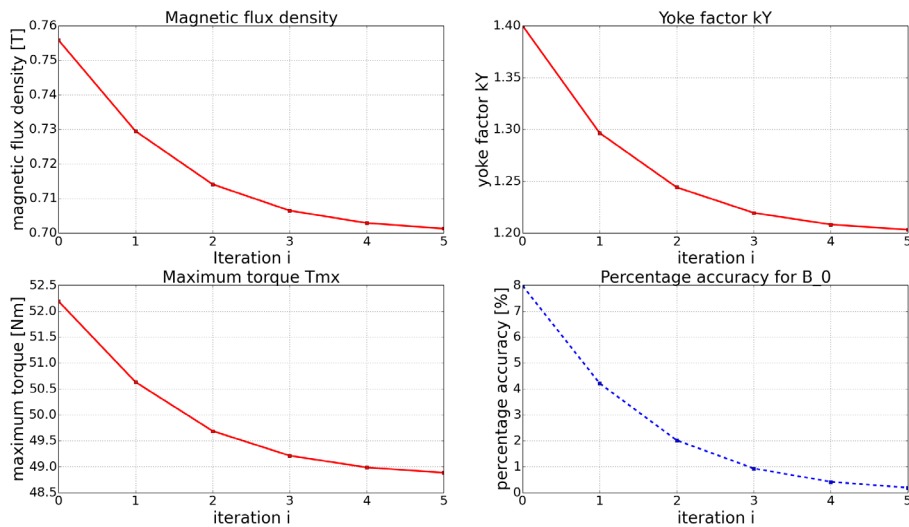 Magnetic flux density
magnetic flux density [T]
0.76
0.75
0.74
0.73
0.72
0.71
0.70
0 1 2 3 4 5
Iteration i
Yoke factor kY
yoke factor kY
1.40
1.35
1.30
1.25
1.20
0 1 2 3 4 5
iteration i
Maximum torque Tmx
maximum torque [Nm]
52.5
52.0
51.5
51.0
50.5
50.0
49.5
49.0
48.5
0 1 2 3 4 5
iteration i
Percentage accuracy for B_0
percentage accuracy [%]
8
7
6
5
4
3
2
1
0
0 1 2 3 4 5
iteration i